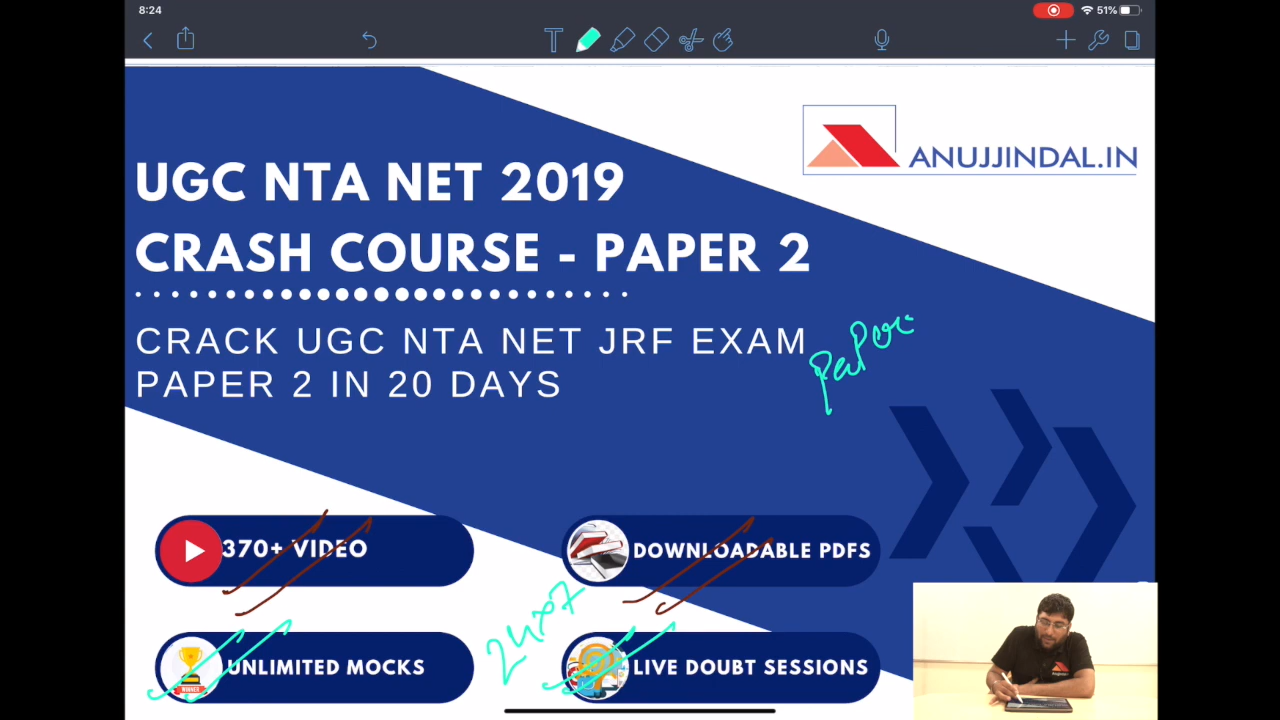 8:24
51%
ANUJJINDAL.IN
UGC NTA NET 2019
CRASH COURSE - PAPER 2
CRACK UGC NTA NET JRF EXAM
PAPER 2 IN 20 DAYS
Paper
370+ VIDEO
DOWNLOADABLE PDFS
24x7
UNLIMITED MOCKS
WINNER
LIVE DOUBT SESSIONS